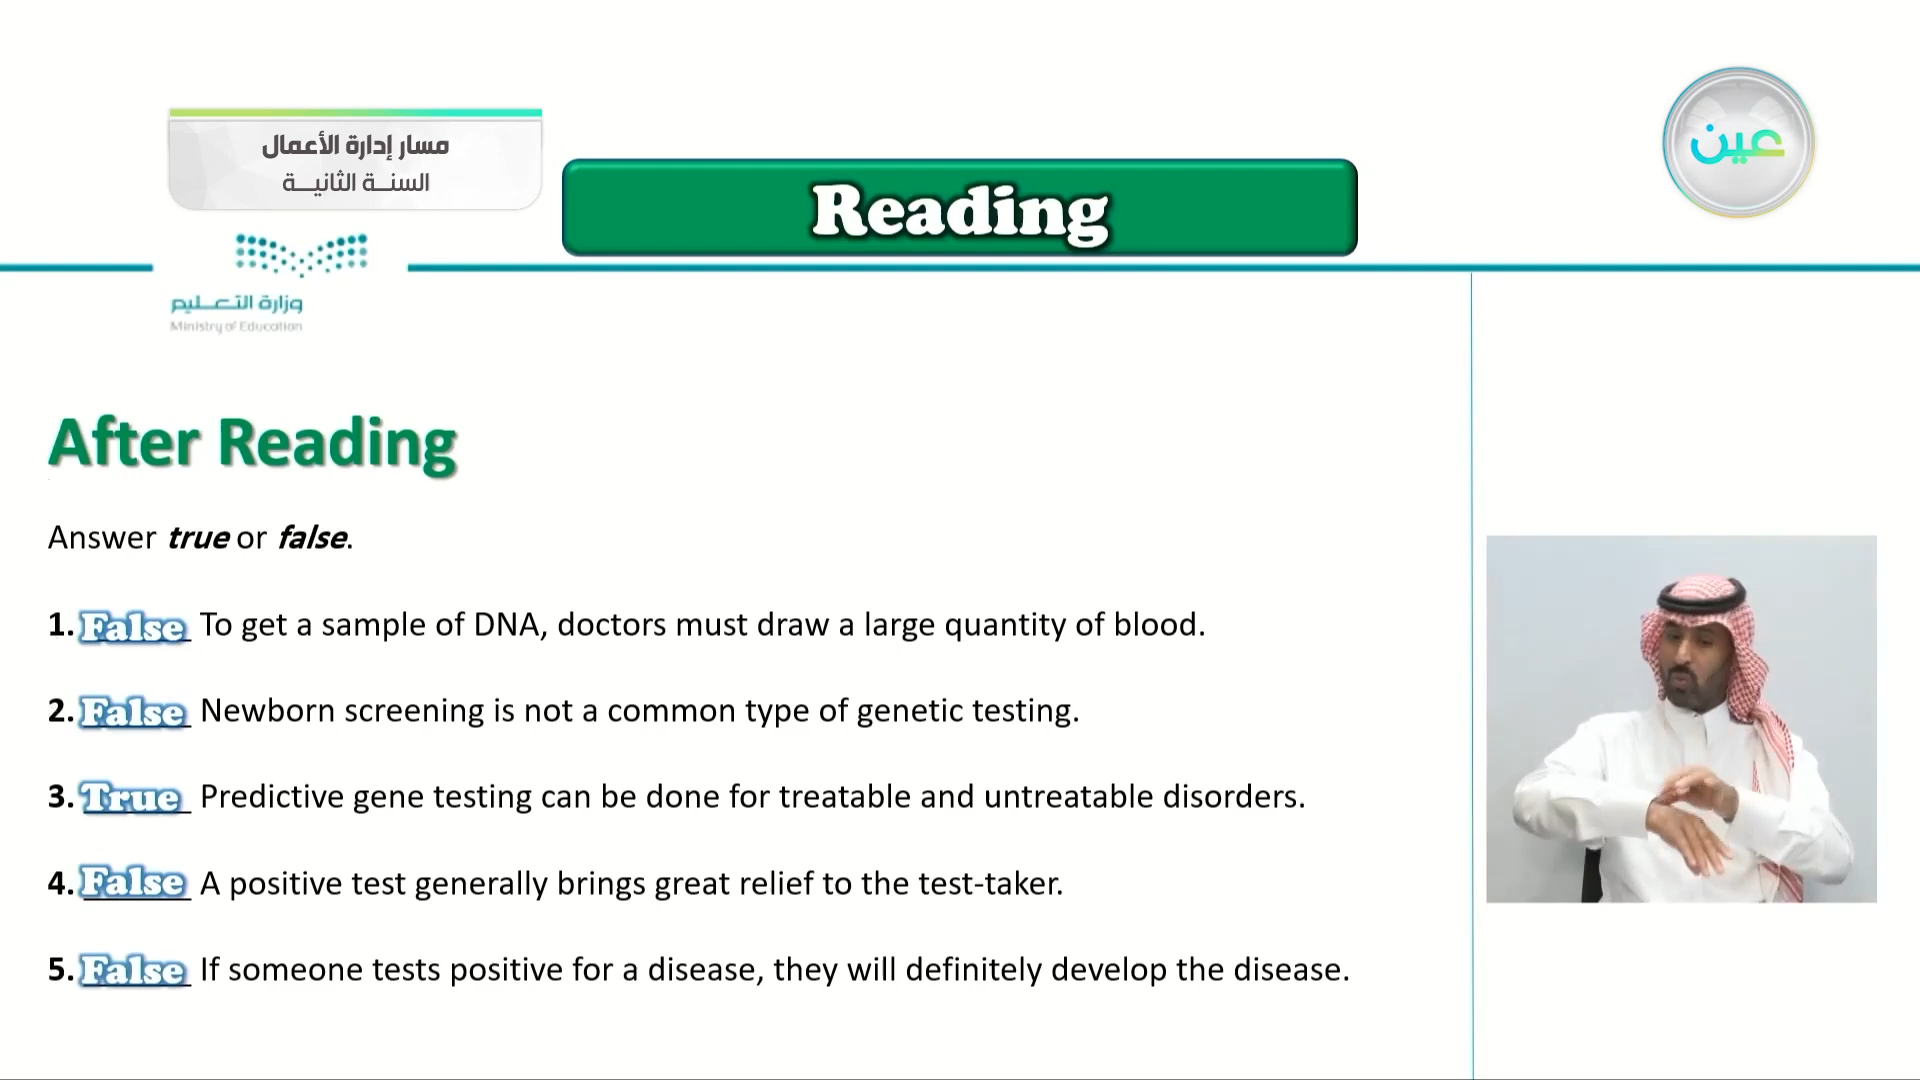 مسار إدارة الأعمال
السنة الثانية
عين
Reading
وزارة التعليم
Ministry of Education
After Reading
Answer true or false.
1. False To get a sample of DNA, doctors must draw a large quantity of blood.
2. False Newborn screening is not a common type of genetic testing.
3. True Predictive gene testing can be done for treatable and untreatable disorders.
4. False A positive test generally brings great relief to the test-taker.
5. False If someone tests positive for a disease, they will definitely develop the disease.